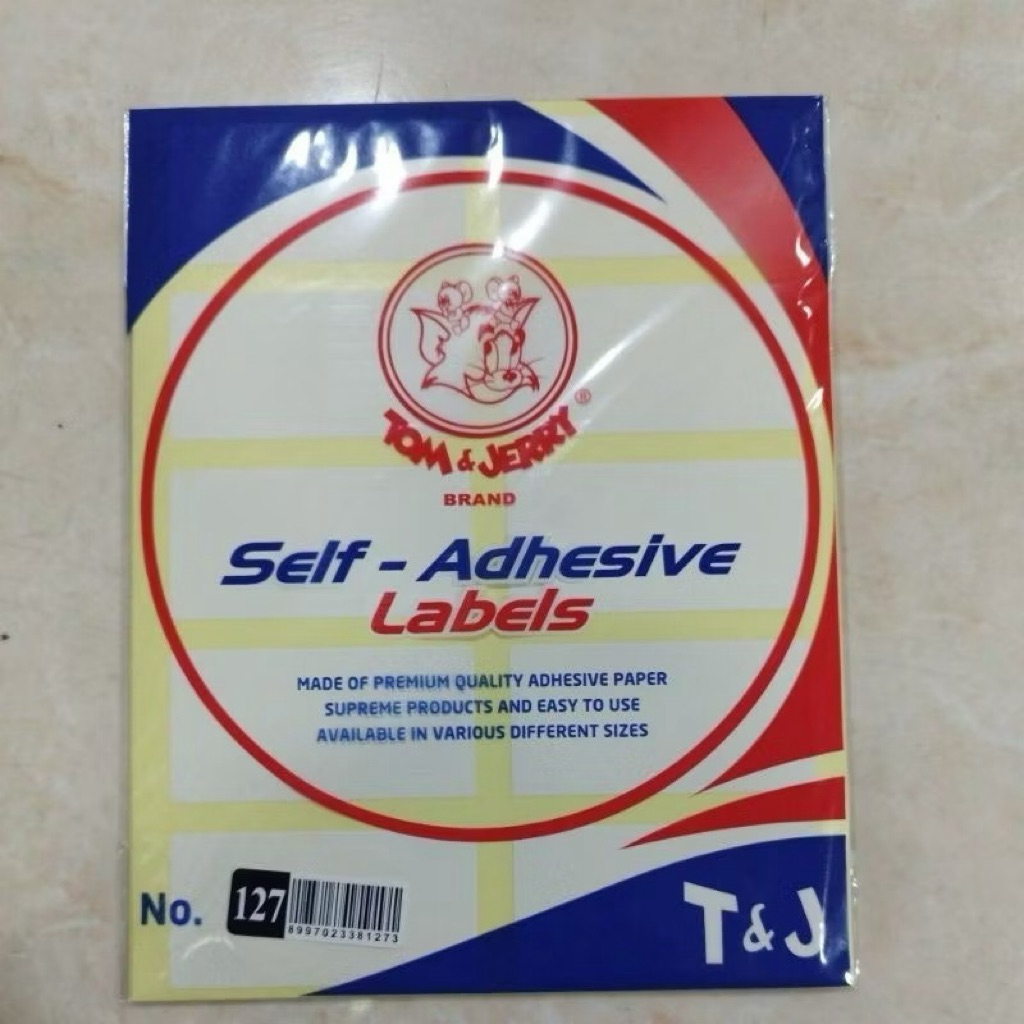 TOM & JERRY ®
BRAND
Self - Adhesive
Labels
MADE OF PREMIUM QUALITY ADHESIVE PAPER
SUPREME PRODUCTS AND EASY TO USE
AVAILABLE IN VARIOUS DIFFERENT SIZES
No. 127
8997023381273
T & J